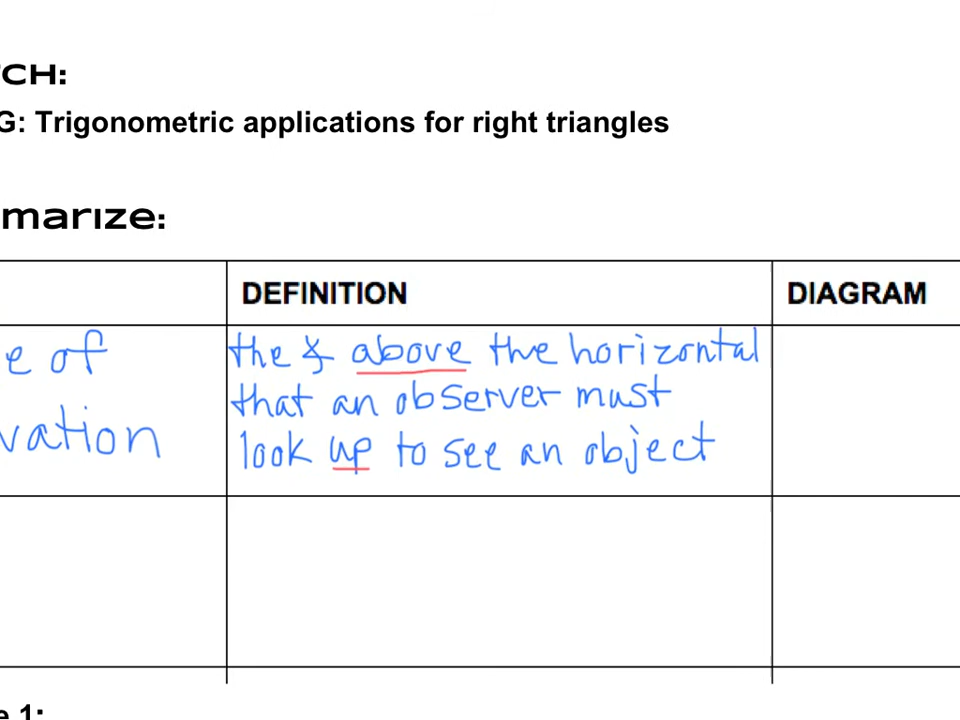 TCH:
G: Trigonometric applications for right triangles
marize:
DEFINITION
DIAGRAM
e of
vation
the ∡ above the horizontal
that an observer must
look up to see an object
e 1: